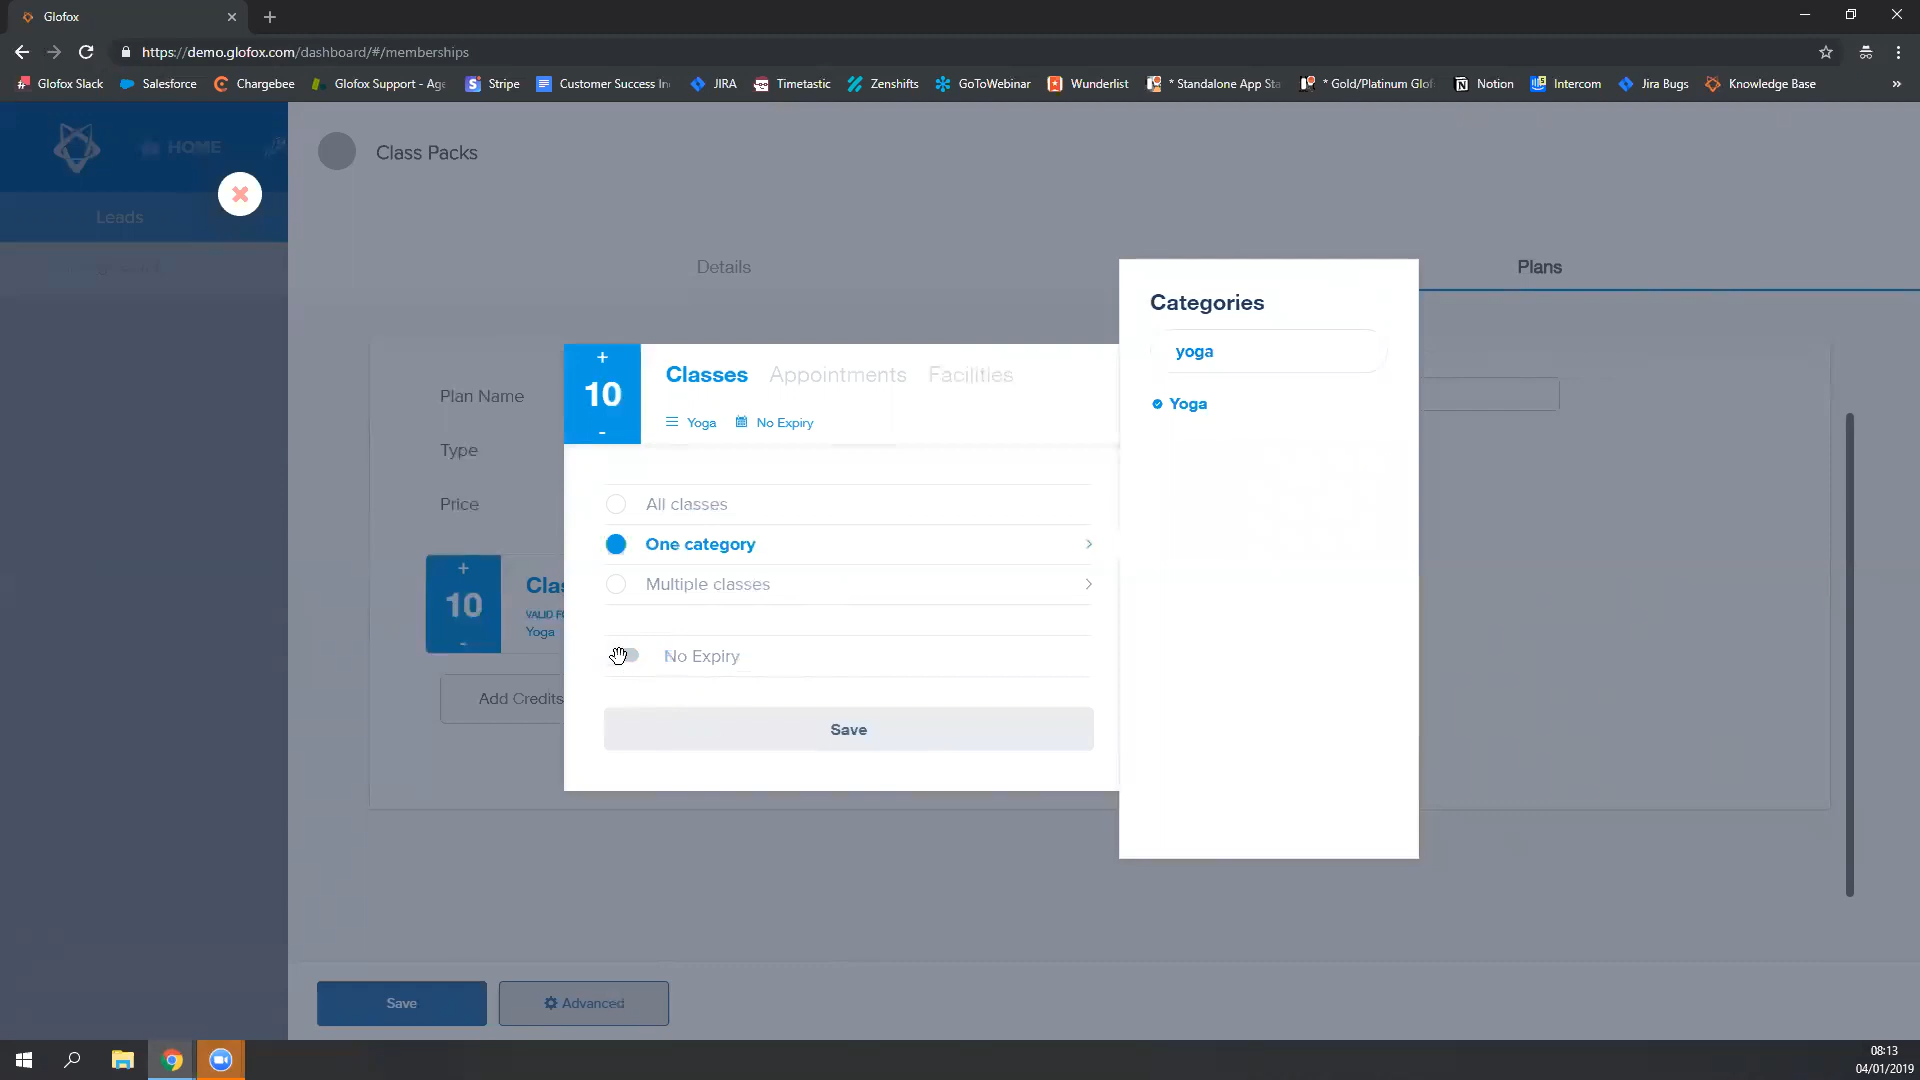 Glofox
https://demo.glofox.com/dashboard/#/memberships
Glofox Slack Salesforce Chargebee Glofox Support - Age Stripe Customer Success In JIRA Timetastic Zenshifts GoToWebinar Wunderlist * Standalone App Sta * Gold/Platinum Glof Notion Intercom Jira Bugs Knowledge Base »
HOME
Class Packs
Leads
Details Plans
Categories
yoga
Yoga
+
10
-
Classes Appointments Facilities
Yoga No Expiry
Plan Name
Type
Price
All classes
One category
Multiple classes
No Expiry
Save
+
10
-
Clas
VALID FO
Yoga
Add Credits
Save Advanced
08:13
04/01/2019